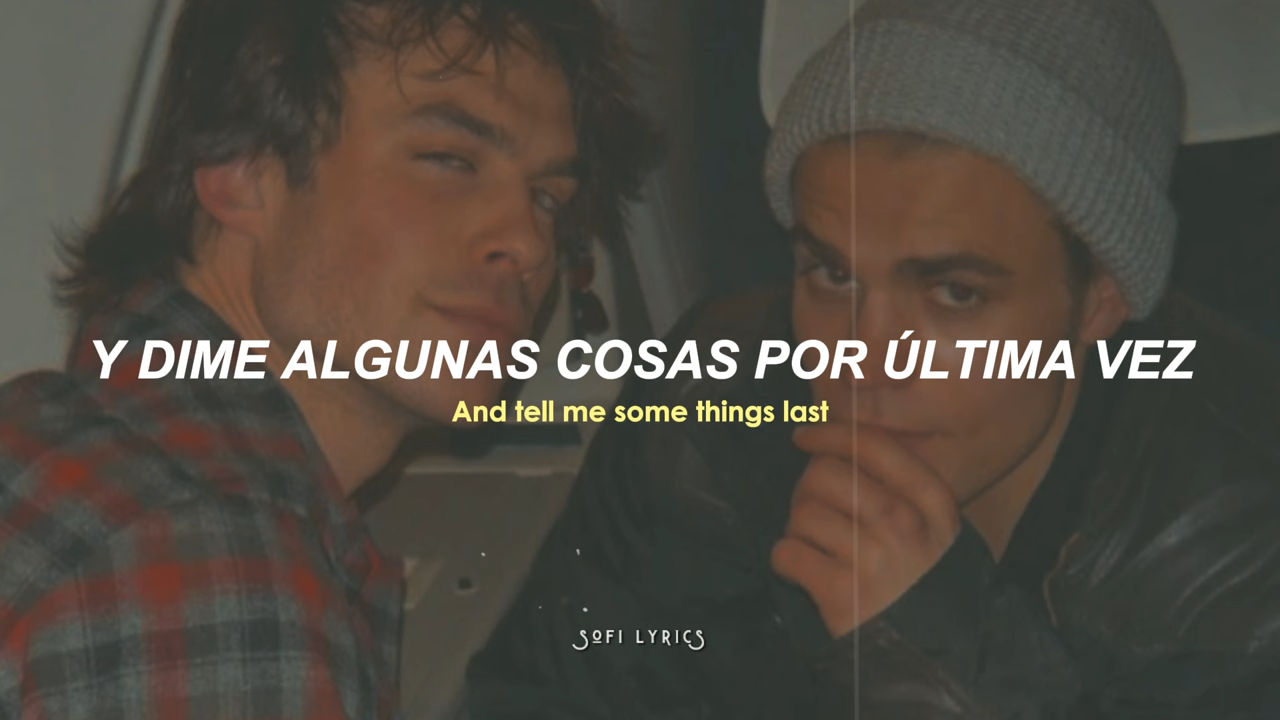 Y DIME ALGUNAS COSAS POR ÚLTIMA VEZ
And tell me some things last
SOFI LYRICS